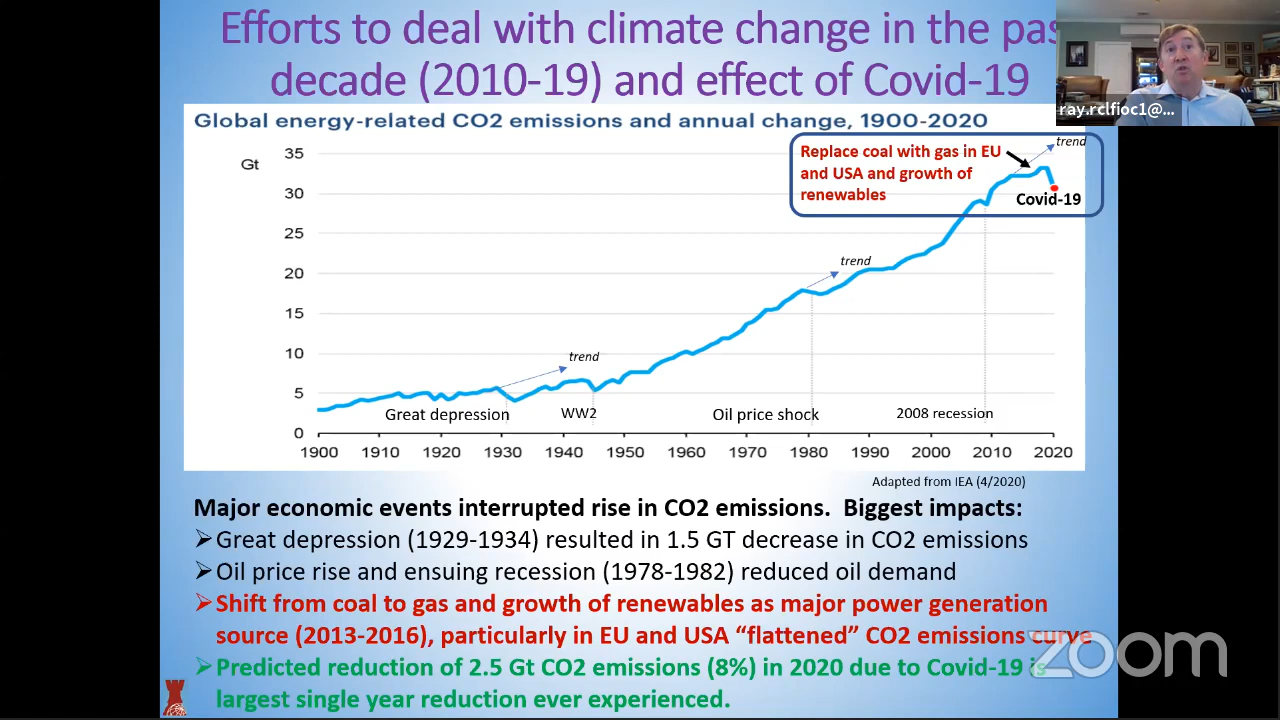 Efforts to deal with climate change in the pas
decade (2010-19) and effect of Covid-19
ray.rclfioc1@...
Global energy-related CO2 emissions and annual change, 1900-2020
Gt
35
30
25
20
15
10
5
0
Replace coal with gas in EU
and USA and growth of
renewables
trend
Covid-19
trend
trend
Great depression
WW2
Oil price shock
2008 recession
1900 1910 1920 1930 1940 1950 1960 1970 1980 1990 2000 2010 2020
Adapted from IEA (4/2020)
Major economic events interrupted rise in CO2 emissions. Biggest impacts:
➢Great depression (1929-1934) resulted in 1.5 GT decrease in CO2 emissions
➢Oil price rise and ensuing recession (1978-1982) reduced oil demand
➢Shift from coal to gas and growth of renewables as major power generation
source (2013-2016), particularly in EU and USA “flattened” CO2 emissions curve
➢Predicted reduction of 2.5 Gt CO2 emissions (8%) in 2020 due to Covid-19 is
largest single year reduction ever experienced.
zoom